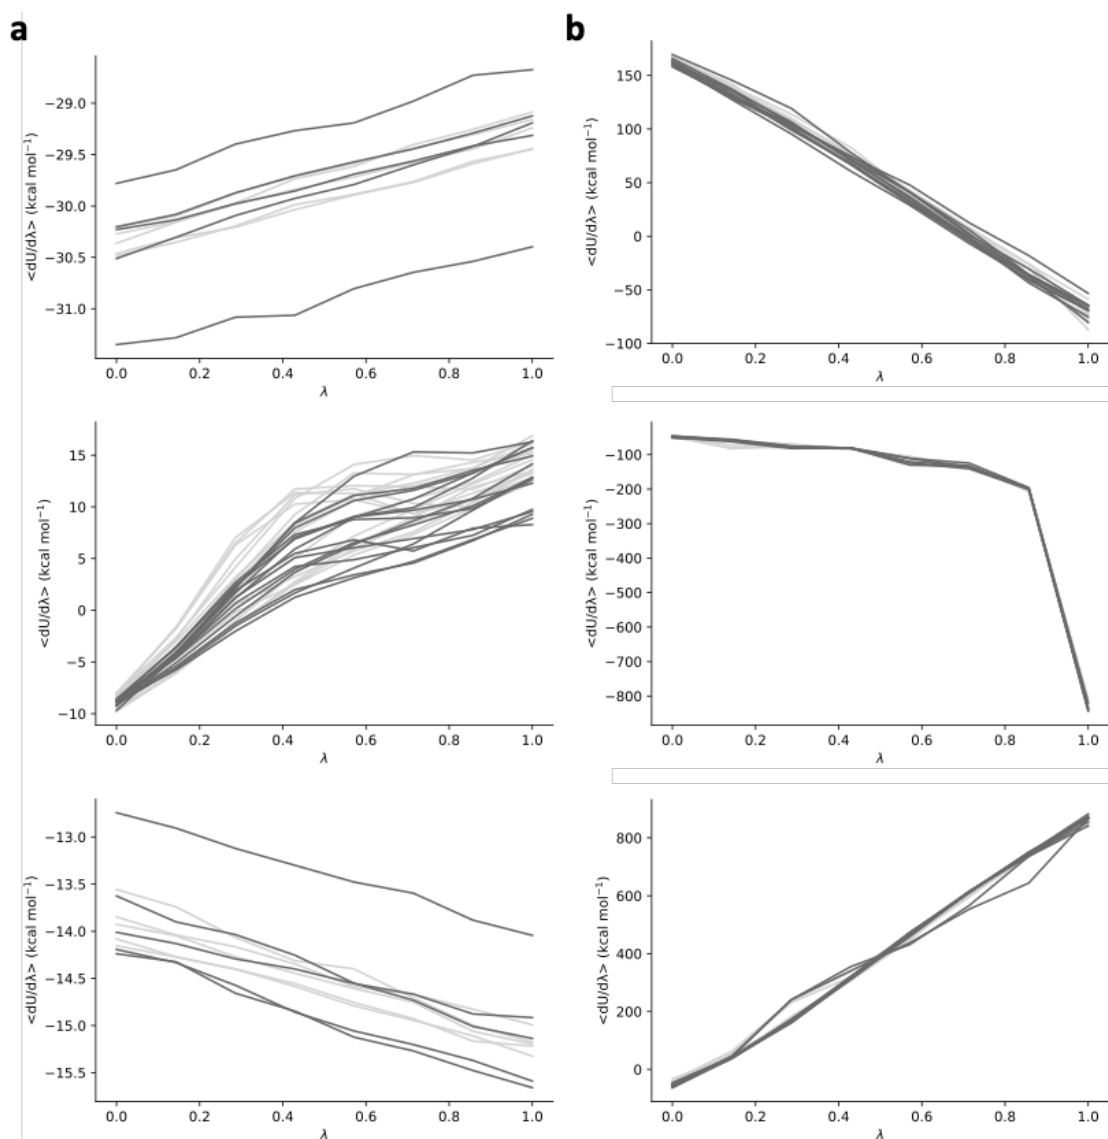 a
b
<dU/dλ> (kcal mol⁻¹)
−29.0
−29.5
−30.0
−30.5
−31.0
0.0 0.2 0.4 0.6 0.8 1.0
λ
<dU/dλ> (kcal mol⁻¹)
150
100
50
0
−50
−100
0.0 0.2 0.4 0.6 0.8 1.0
λ
<dU/dλ> (kcal mol⁻¹)
15
10
5
0
−5
−10
0.0 0.2 0.4 0.6 0.8 1.0
λ
<dU/dλ> (kcal mol⁻¹)
−100
−200
−300
−400
−500
−600
−700
−800
0.0 0.2 0.4 0.6 0.8 1.0
λ
<dU/dλ> (kcal mol⁻¹)
−13.0
−13.5
−14.0
−14.5
−15.0
−15.5
0.0 0.2 0.4 0.6 0.8 1.0
λ
<dU/dλ> (kcal mol⁻¹)
800
600
400
200
0
0.0 0.2 0.4 0.6 0.8 1.0
λ